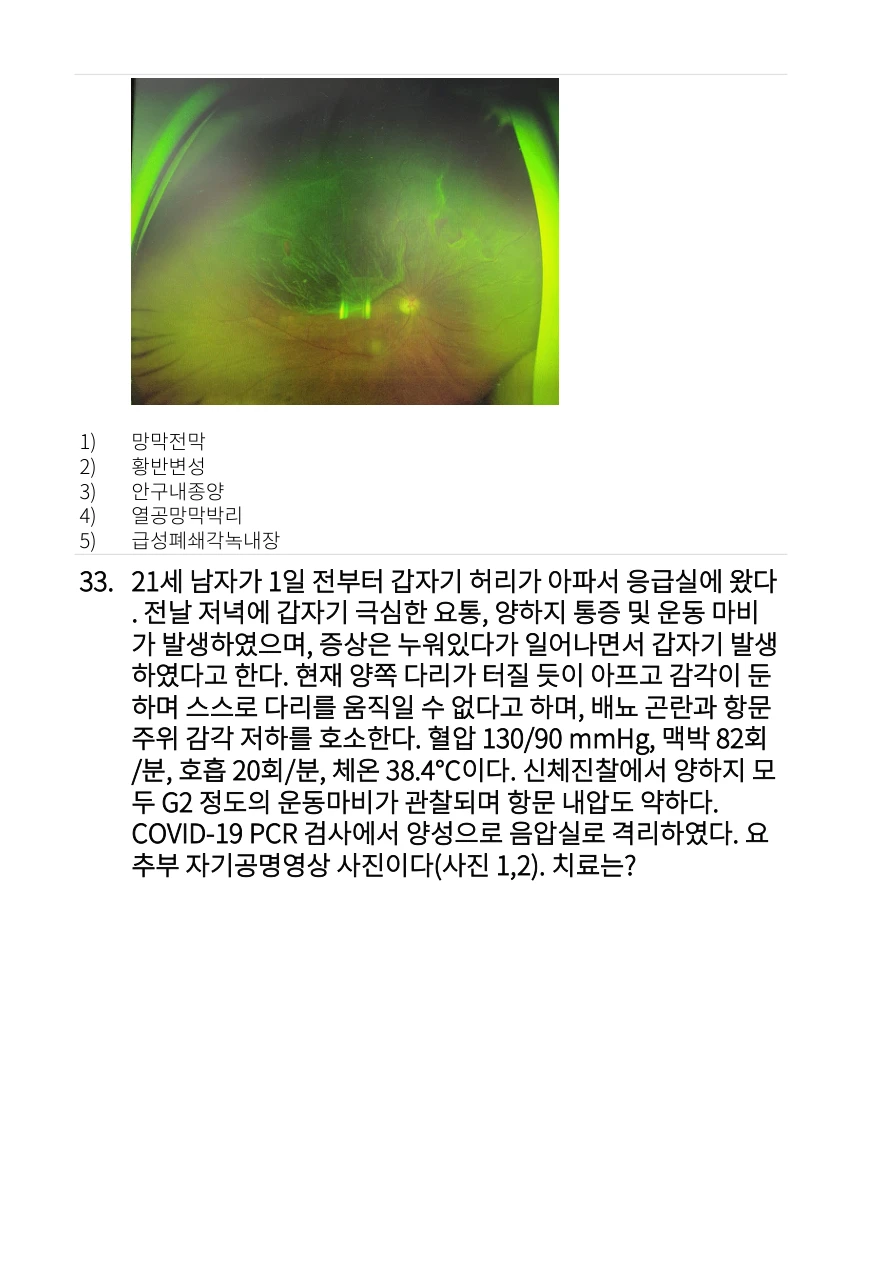 1) 망막전막
2) 황반변성
3) 안구내종양
4) 열공망막박리
5) 급성폐쇄각녹내장
33. 21세 남자가 1일 전부터 갑자기 허리가 아파서 응급실에 왔다
. 전날 저녁에 갑자기 극심한 요통, 양하지 통증 및 운동 마비
가 발생하였으며, 증상은 누워있다가 일어나면서 갑자기 발생
하였다고 한다. 현재 양쪽 다리가 터질 듯이 아프고 감각이 둔
하며 스스로 다리를 움직일 수 없다고 하며, 배뇨 곤란과 항문
주위 감각 저하를 호소한다. 혈압 130/90 mmHg, 맥박 82회
/분, 호흡 20회/분, 체온 38.4℃이다. 신체진찰에서 양하지 모
두 G2 정도의 운동마비가 관찰되며 항문 내압도 약하다.
COVID-19 PCR 검사에서 양성으로 음압실로 격리하였다. 요
추부 자기공명영상 사진이다(사진 1,2). 치료는?